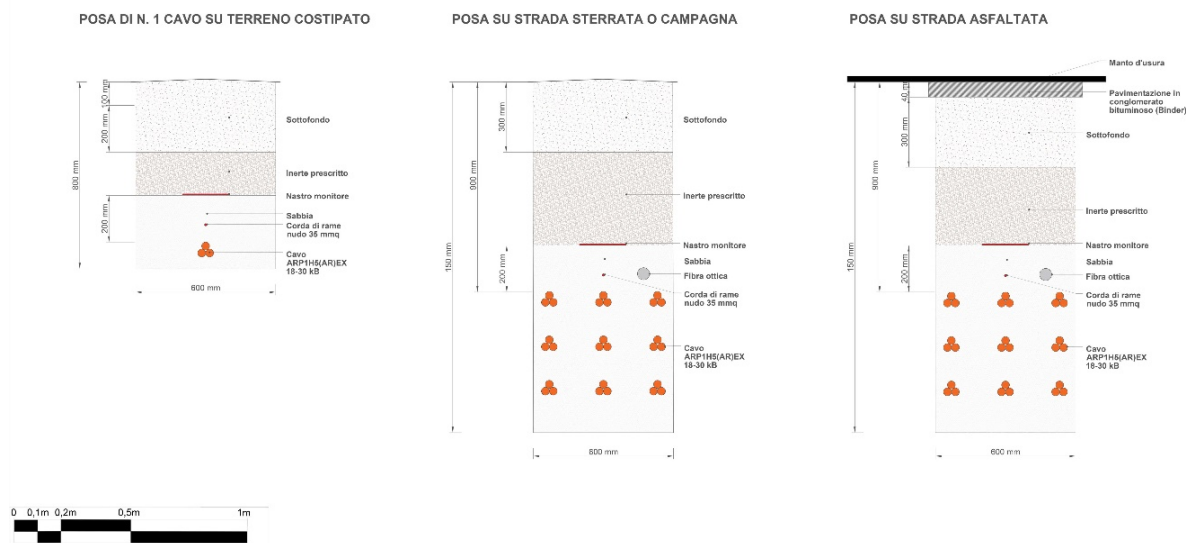 POSA DI N. 1 CAVO SU TERRENO COSTIPATO
800 mm
100 mm
200 mm
200 mm
600 mm
Sottofondo
Inerte prescritto
Nastro monitore
Sabbia
Corda di rame
nudo 35 mmq
Cavo
ARP1H5(AR)EX
18-30 kB
POSA SU STRADA STERRATA O CAMPAGNA
150 mm
900 mm
300 mm
200 mm
600 mm
Sottofondo
Inerte prescritto
Nastro monitore
Sabbia
Fibra ottica
Corda di rame
nudo 35 mmq
Cavo
ARP1H5(AR)EX
18-30 kB
POSA SU STRADA ASFALTATA
150 mm
900 mm
40 mm
300 mm
200 mm
600 mm
Manto d'usura
Pavimentazione in
conglomerato
bituminoso (Binder)
Sottofondo
Inerte prescritto
Nastro monitore
Sabbia
Fibra ottica
Corda di rame
nudo 35 mmq
Cavo
ARP1H5(AR)EX
18-30 kB
0 0,1m 0,2m 0,5m 1m